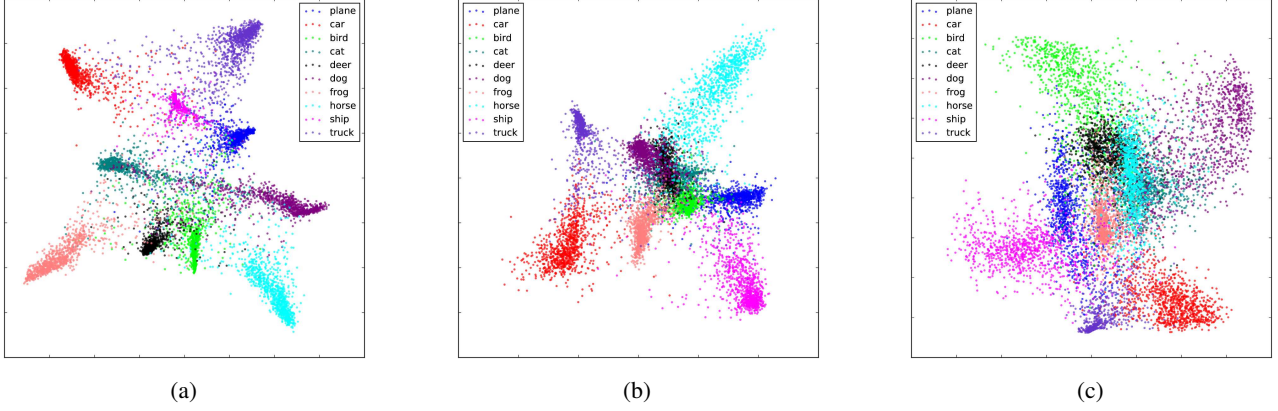 plane
car
bird
cat
deer
dog
frog
horse
ship
truck
plane
car
bird
cat
deer
dog
frog
horse
ship
truck
plane
car
bird
cat
deer
dog
frog
horse
ship
truck
(a)
(b)
(c)